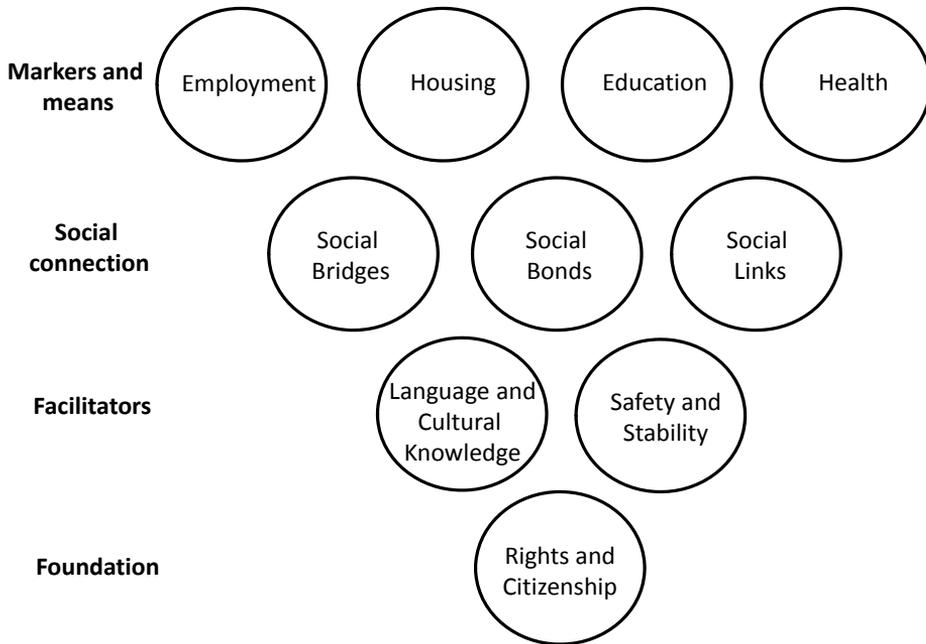 Markers and
means
Employment
Housing
Education
Health
Social
connection
Social
Bridges
Social
Bonds
Social
Links
Facilitators
Language and
Cultural
Knowledge
Safety and
Stability
Foundation
Rights and
Citizenship